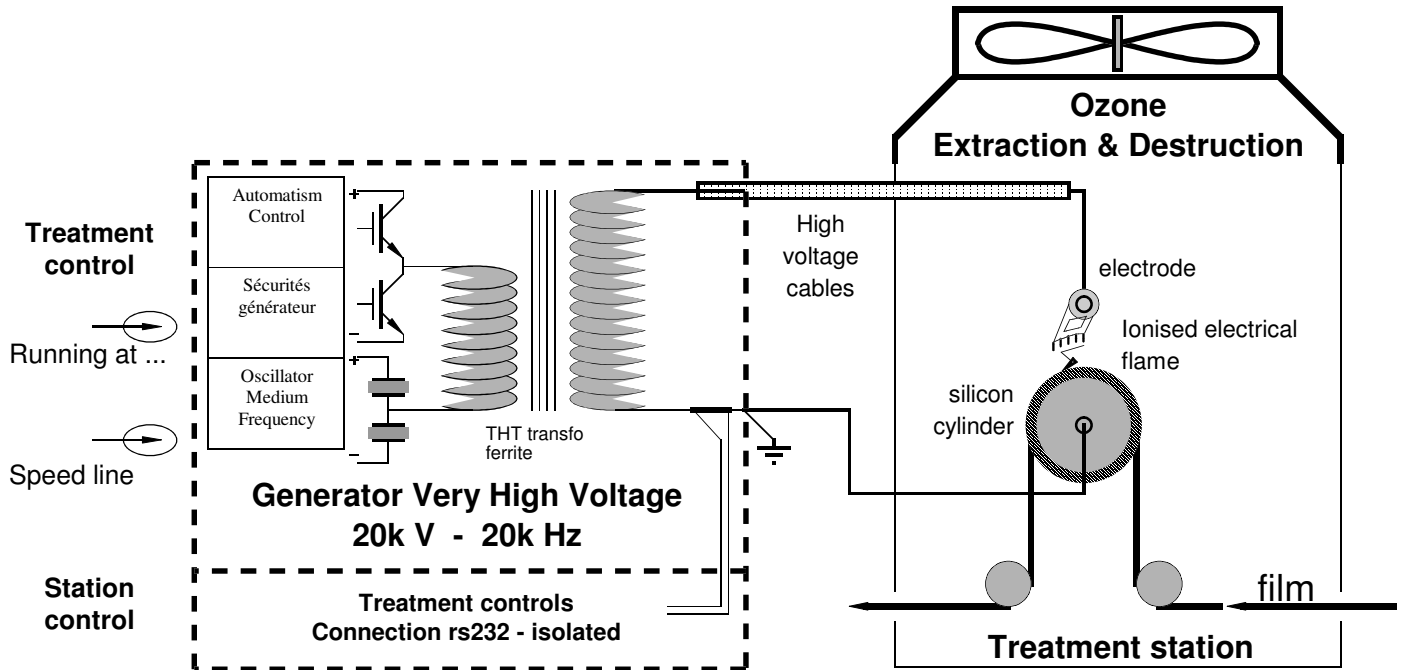 Ozone
Extraction & Destruction
Treatment
control
Running at ...
Speed line
Station
control
Automatism
Control
Sécurités
générateur
Oscillator
Medium
Frequency
+
–
+
–
THT transfo
ferrite
Generator Very High Voltage
20k V - 20k Hz
Treatment controls
Connection rs232 - isolated
High
voltage
cables
electrode
Ionised electrical
flame
silicon
cylinder
film
Treatment station